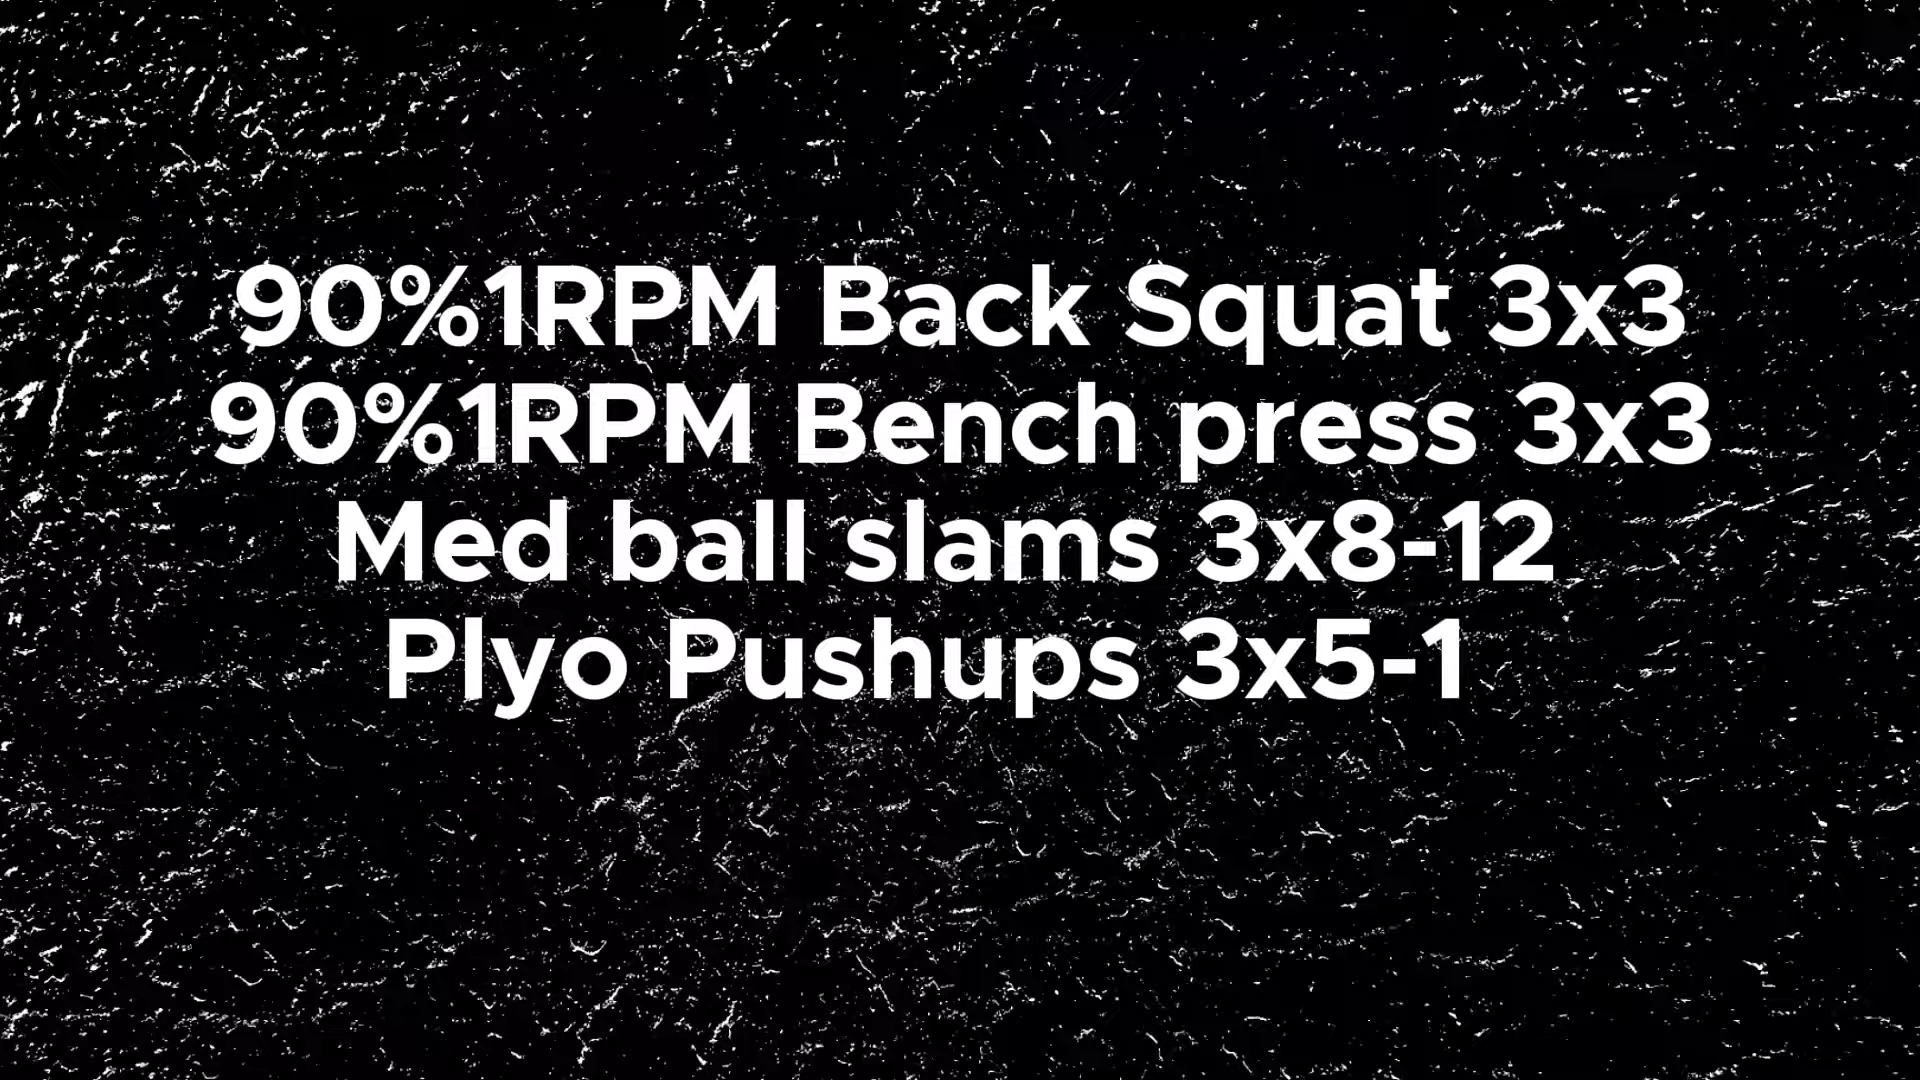 90%1RPM Back Squat 3x3
90%1RPM Bench press 3x3
Med ball slams 3x8-12
Plyo Pushups 3x5-1